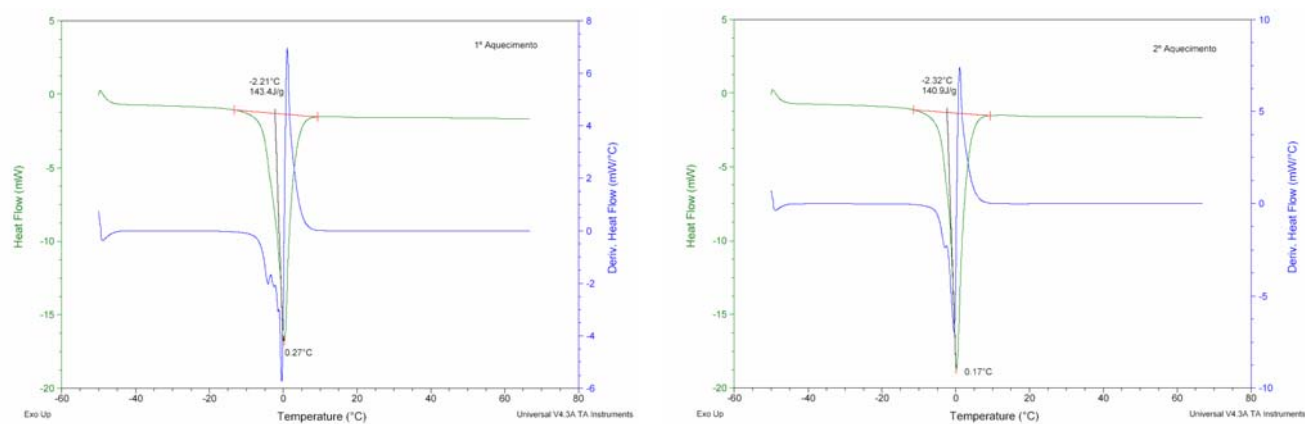 5
8
1º Aquecimento
6
0
-2.21°C
143.4J/g
4
-5
2
Heat Flow (mW)
Deriv. Heat Flow (mW/°C)
-10
0
-2
-15
-4
0.27°C
-20
-6
-60
-40
-20
0
20
40
60
80
Exo Up
Temperature (°C)
Universal V4.3A TA Instruments
5
10
2º Aquecimento
0
-2.32°C
140.9J/g
5
-5
Heat Flow (mW)
Deriv. Heat Flow (mW/°C)
0
-10
-5
-15
0.17°C
-20
-10
-60
-40
-20
0
20
40
60
80
Exo Up
Temperature (°C)
Universal V4.3A TA Instruments